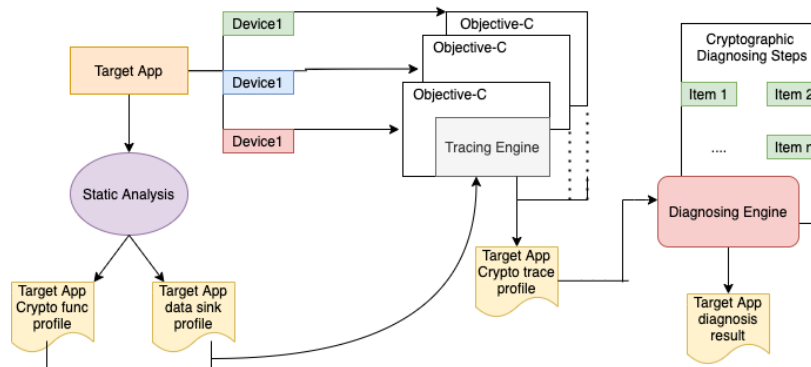 Device1
Objective-C
Cryptographic
Diagnosing Steps
Target App
Device1
Objective-C
Objective-C
Item 1
Item 2
Device1
Tracing Engine
....
Item n
Static Analysis
Diagnosing Engine
Target App
Crypto trace
profile
Target App
Crypto func
profile
Target App
data sink
profile
Target App
diagnosis
result